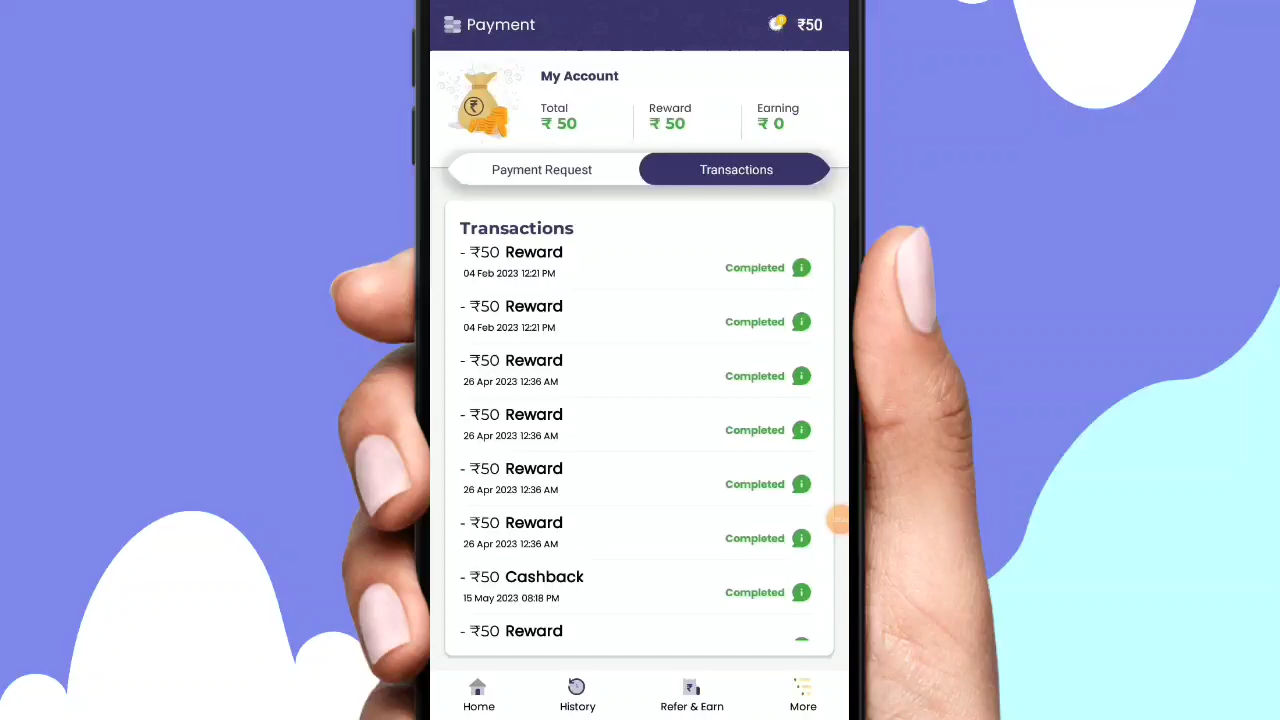 Payment ₹50
My Account
Total Reward Earning
₹ 50 ₹ 50 ₹ 0
₹
Payment Request Transactions
Transactions
- ₹50 Reward
04 Feb 2023 12:21 PM
Completed i
- ₹50 Reward
04 Feb 2023 12:21 PM
Completed i
- ₹50 Reward
26 Apr 2023 12:36 AM
Completed i
- ₹50 Reward
26 Apr 2023 12:36 AM
Completed i
- ₹50 Reward
26 Apr 2023 12:36 AM
Completed i
- ₹50 Reward
26 Apr 2023 12:36 AM
Completed i
- ₹50 Cashback
15 May 2023 08:18 PM
Completed i
- ₹50 Reward
Home History Refer & Earn More